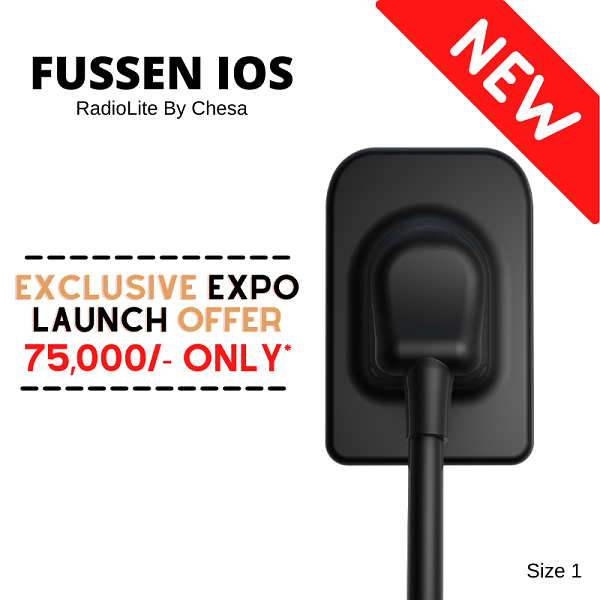 FUSSEN IOS
RadioLite By Chesa
NEW
EXCLUSIVE EXPO
LAUNCH OFFER
75,000/- ONLY*
Size 1